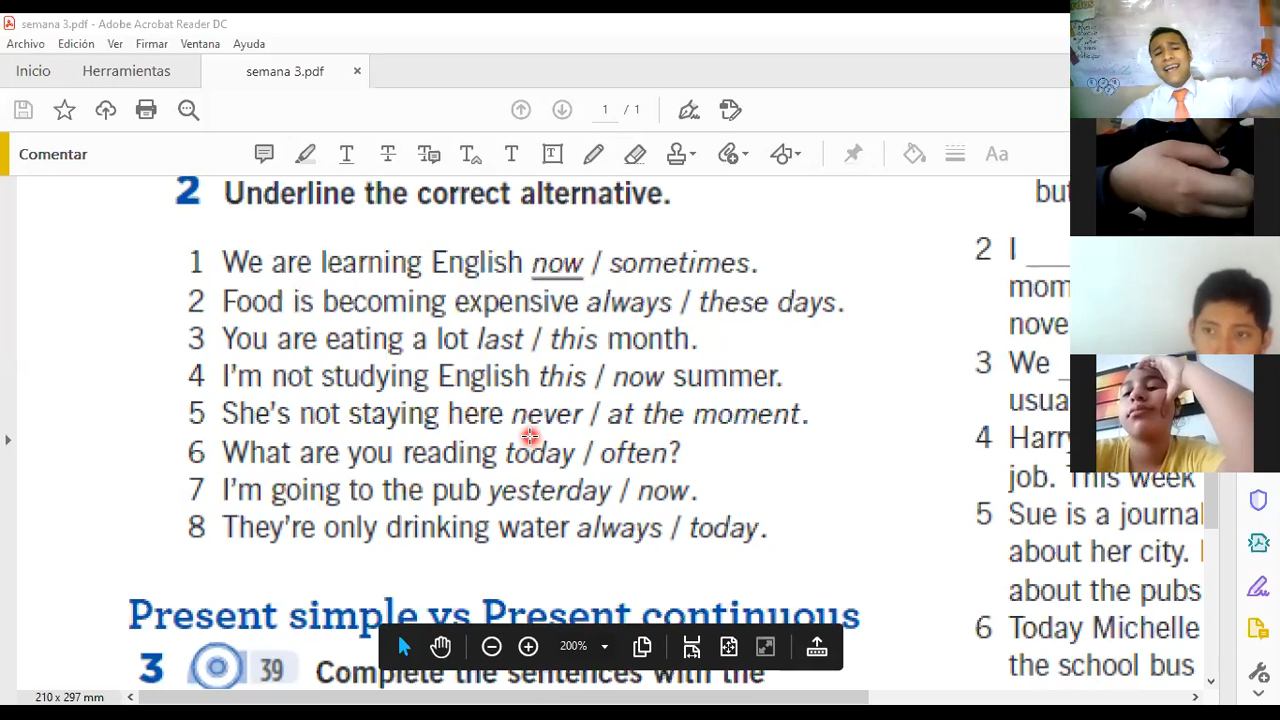 semana 3.pdf - Adobe Acrobat Reader DC
Archivo Edición Ver Firmar Ventana Ayuda
Inicio Herramientas semana 3.pdf ×
1 / 1
Comentar
2 Underline the correct alternative.
1 We are learning English now / sometimes.
2 Food is becoming expensive always / these days.
3 You are eating a lot last / this month.
4 I'm not studying English this / now summer.
5 She's not staying here never / at the moment.
6 What are you reading today / often?
7 I'm going to the pub yesterday / now.
8 They're only drinking water always / today.
Present simple vs Present continuous
3 39 Complete the sentences with the
but
2 I ____
mom
nove
3 We _
usua
4 Harry
job. This week
5 Sue is a journal
about her city.
about the pubs
6 Today Michelle
the school bus
200%
210 x 297 mm